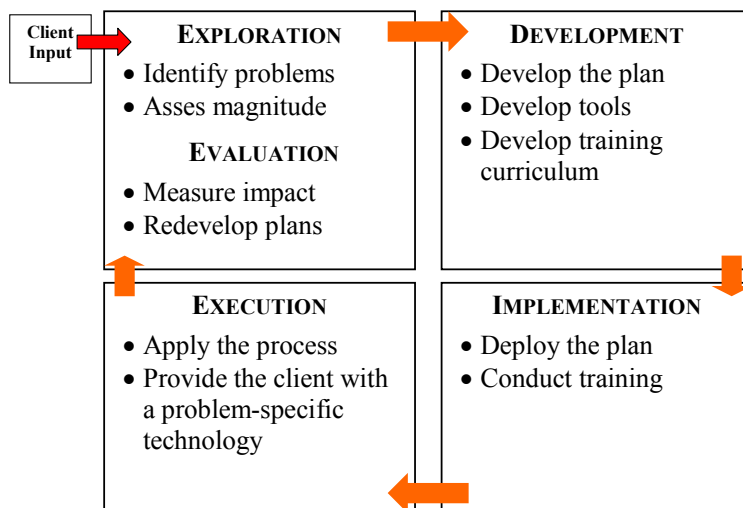 Client
Input
EXPLORATION
• Identify problems
• Asses magnitude
EVALUATION
• Measure impact
• Redevelop plans
DEVELOPMENT
• Develop the plan
• Develop tools
• Develop training
curriculum
EXECUTION
• Apply the process
• Provide the client with
a problem-specific
technology
IMPLEMENTATION
• Deploy the plan
• Conduct training